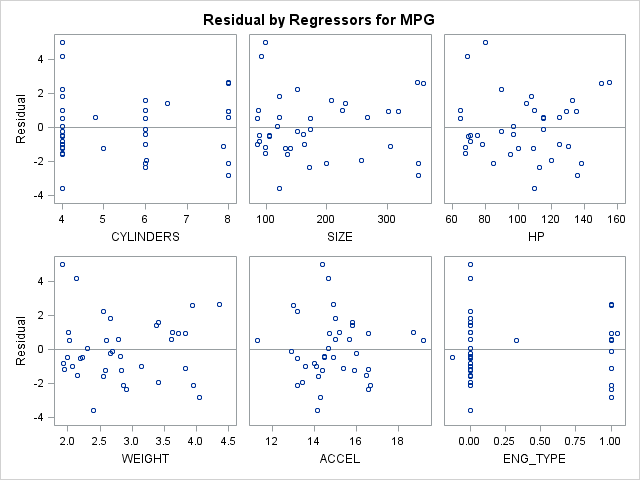 Residual by Regressors for MPG
Residual
4
2
0
-2
-4
4 5 6 7 8
CYLINDERS
100 200 300
SIZE
60 80 100 120 140 160
HP
Residual
4
2
0
-2
-4
2.0 2.5 3.0 3.5 4.0 4.5
WEIGHT
12 14 16 18
ACCEL
0.00 0.25 0.50 0.75 1.00
ENG_TYPE